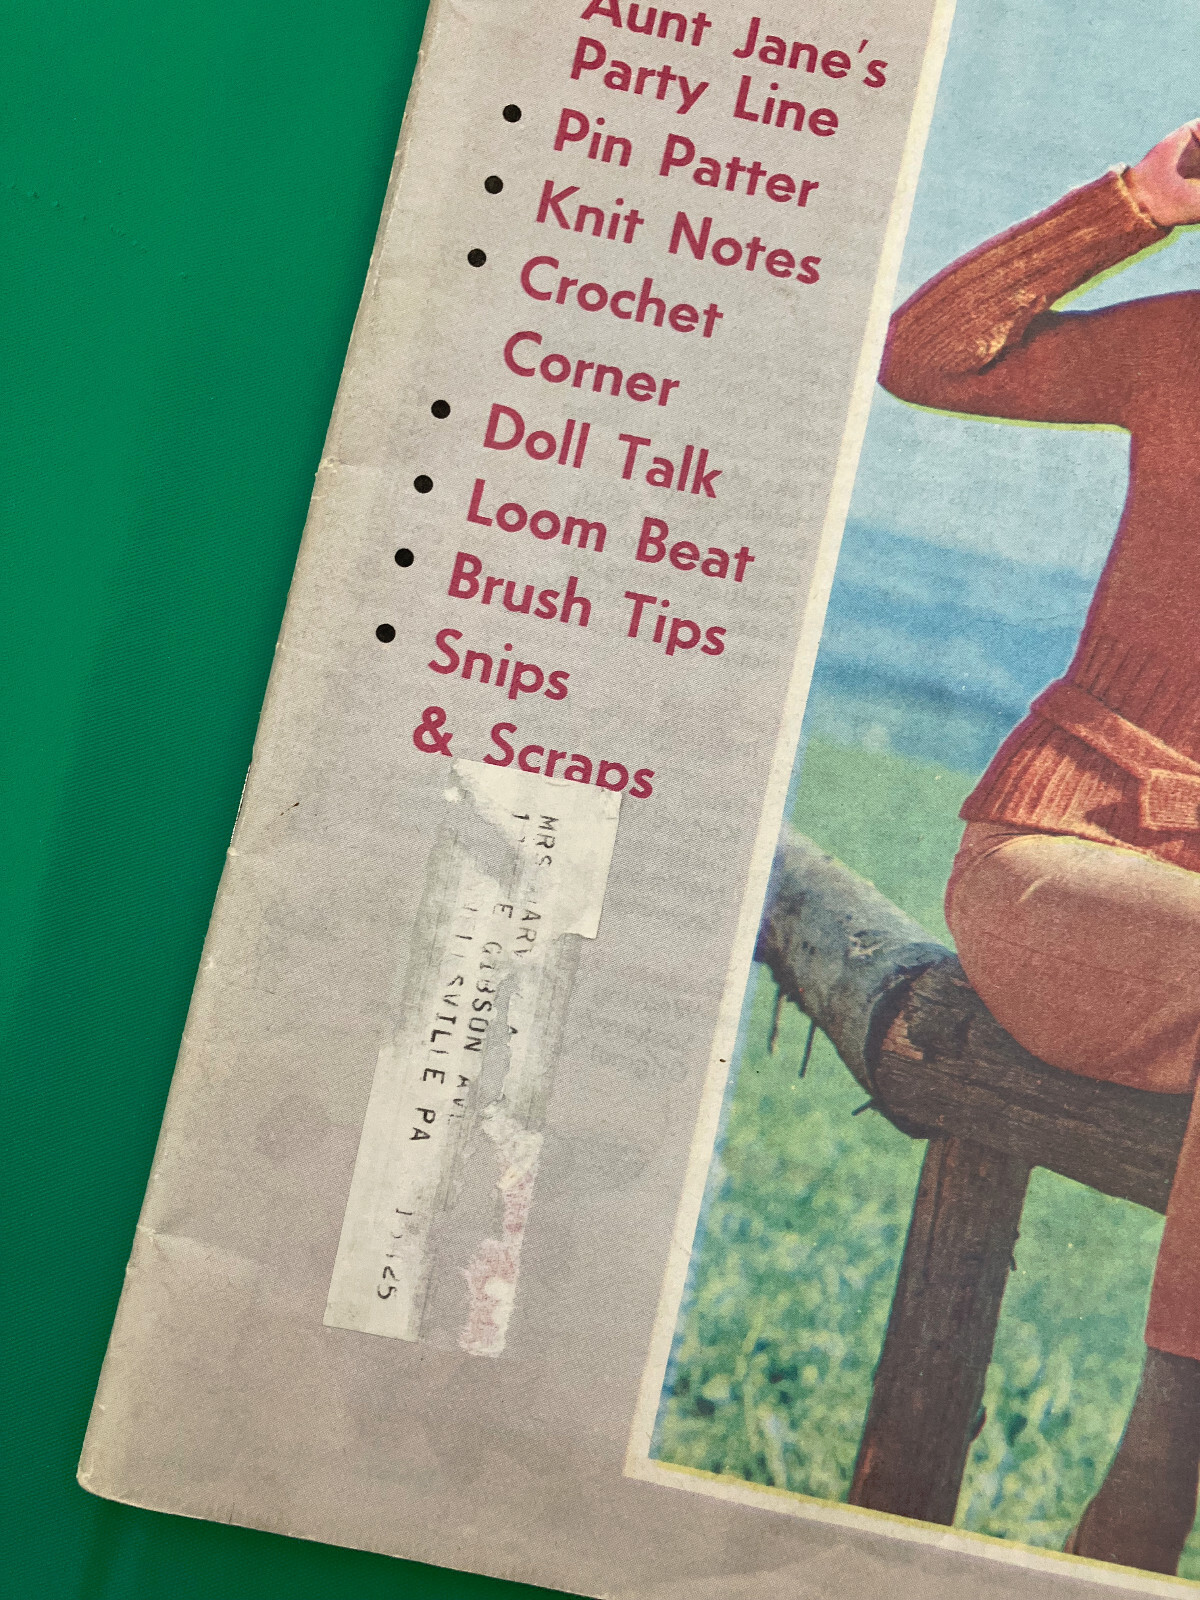 Aunt Jane's
Party Line
• Pin Patter
• Knit Notes
• Crochet
Corner
• Doll Talk
• Loom Beat
• Brush Tips
• Snips
& Scraps
MRS
E GIBSON AV
PA